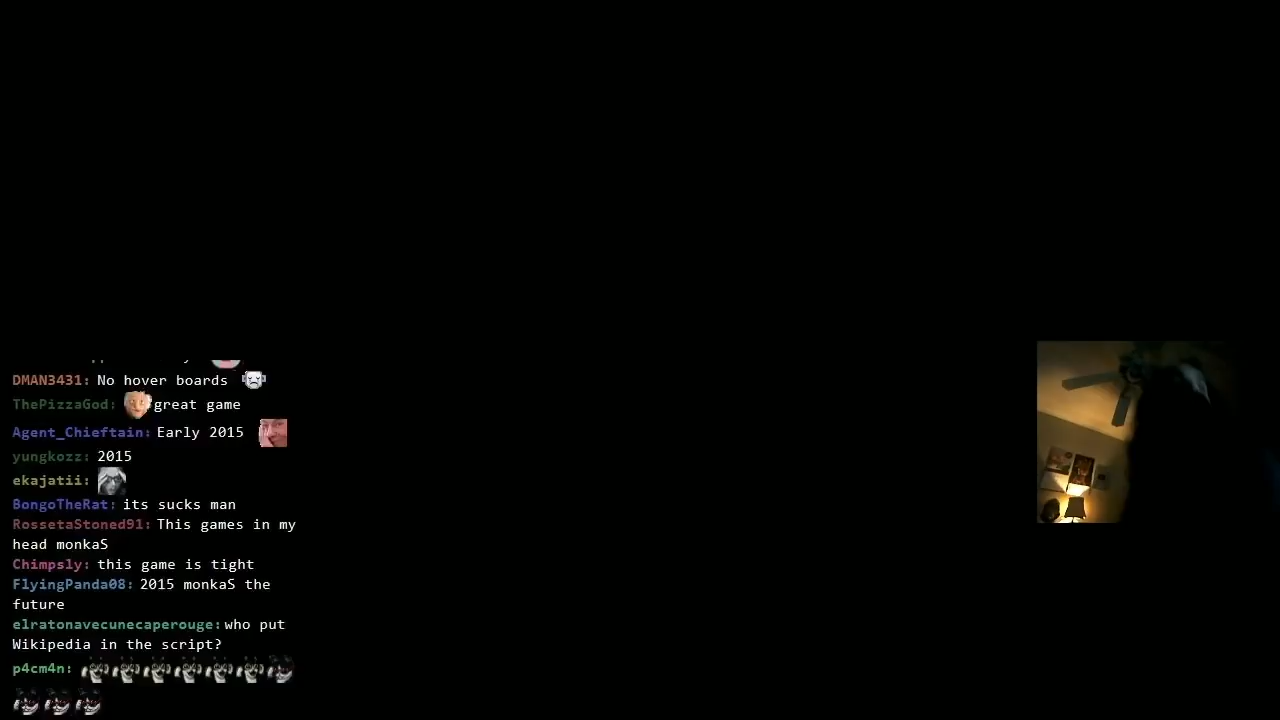 DMAN3431: No hover boards
ThePizzaGod: great game
Agent_Chieftain: Early 2015
yungkozz: 2015
ekajatii:
BongoTheRat: its sucks man
RossetaStoned91: This games in my
head monkaS
Chimpsly: this game is tight
FlyingPanda08: 2015 monkaS the
future
elratonavecunecaperouge: who put
Wikipedia in the script?
p4cm4n: